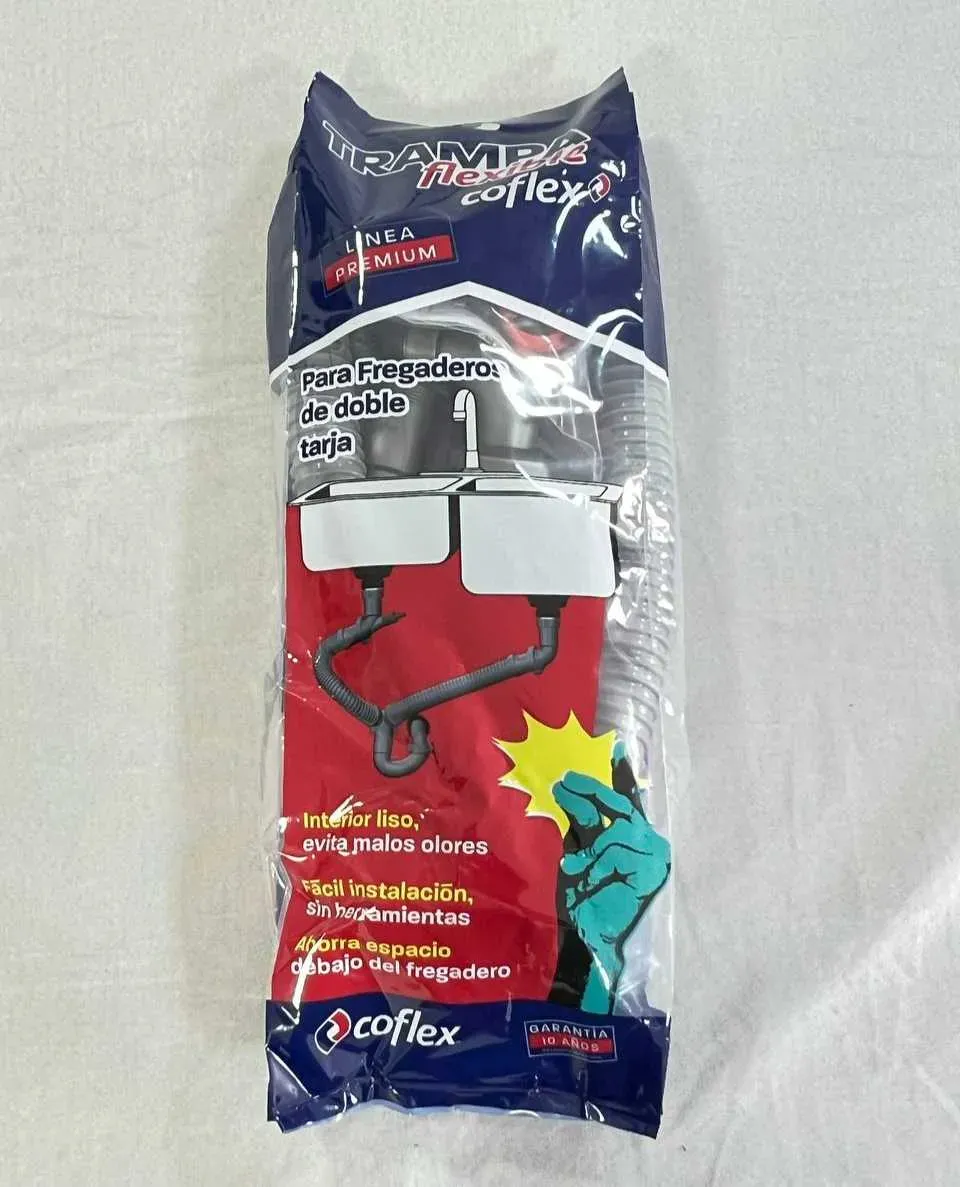 TRAMPA
flexible
coflex
LÍNEA
PREMIUM
Para Fregaderos
de doble
tarja
Interior liso,
evita malos olores
Fácil instalación,
sin herramientas
Ahorra espacio
debajo del fregadero
coflex
GARANTÍA
10 AÑOS